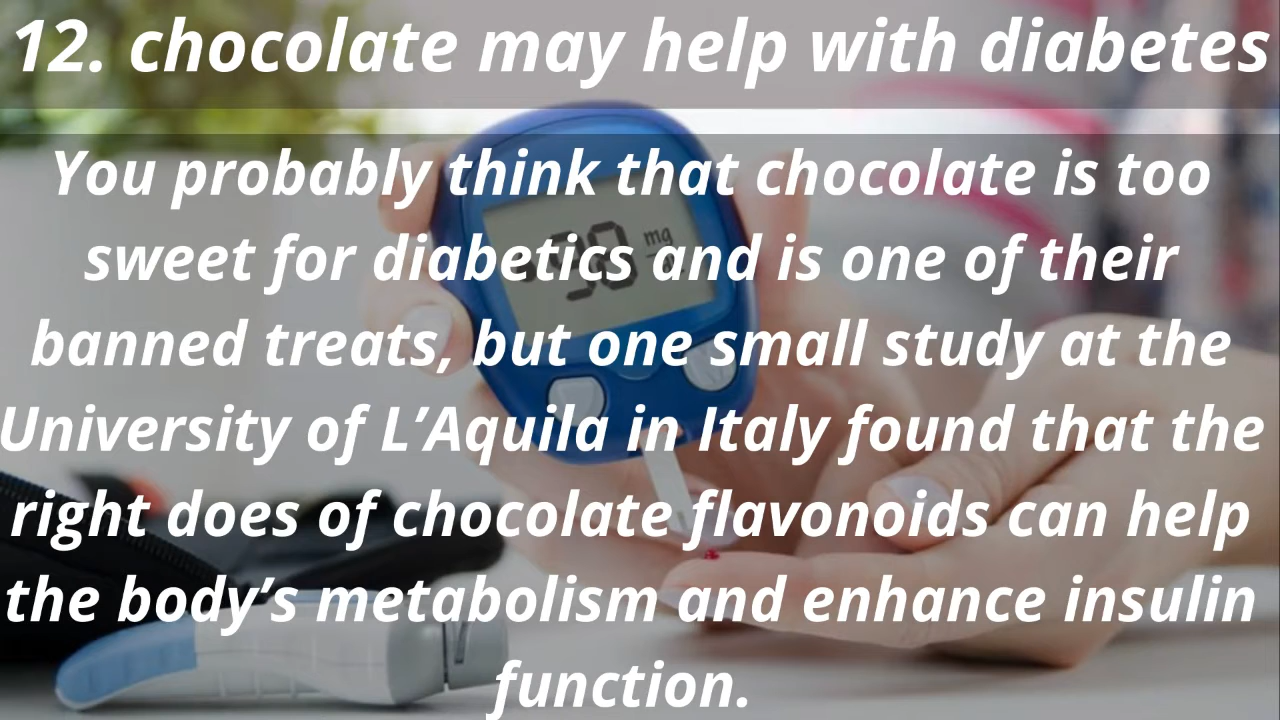 12. chocolate may help with diabetes
You probably think that chocolate is too
sweet for diabetics and is one of their
banned treats, but one small study at the
University of L’Aquila in Italy found that the
right does of chocolate flavonoids can help
the body’s metabolism and enhance insulin
function.
98
mg